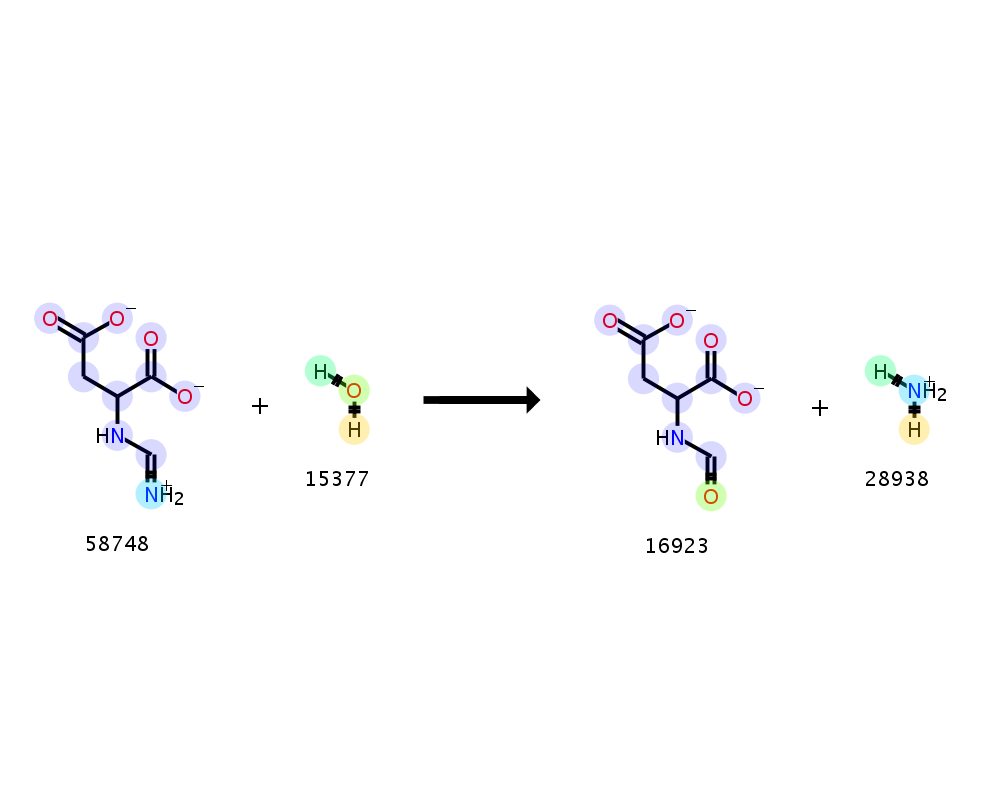 O O⁻ O O⁻ HN NH₂⁺
+
H O H
O O⁻ O O⁻ HN O
+
H NH₂⁺ H
15377
28938
58748
16923